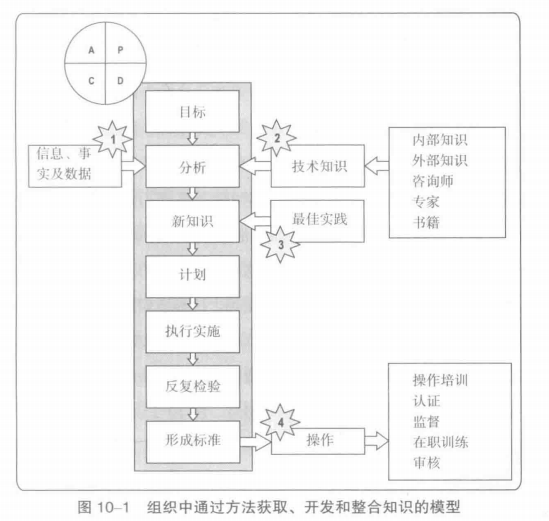 A P
C D
目标
1
信息、事
实及数据
分析
2
技术知识
内部知识
外部知识
咨询师
专家
书籍
新知识
最佳实践
3
计划
执行实施
反复检验
形成标准
4
操作
操作培训
认证
监督
在职训练
审核
图 10-1 组织中通过方法获取、开发和整合知识的模型